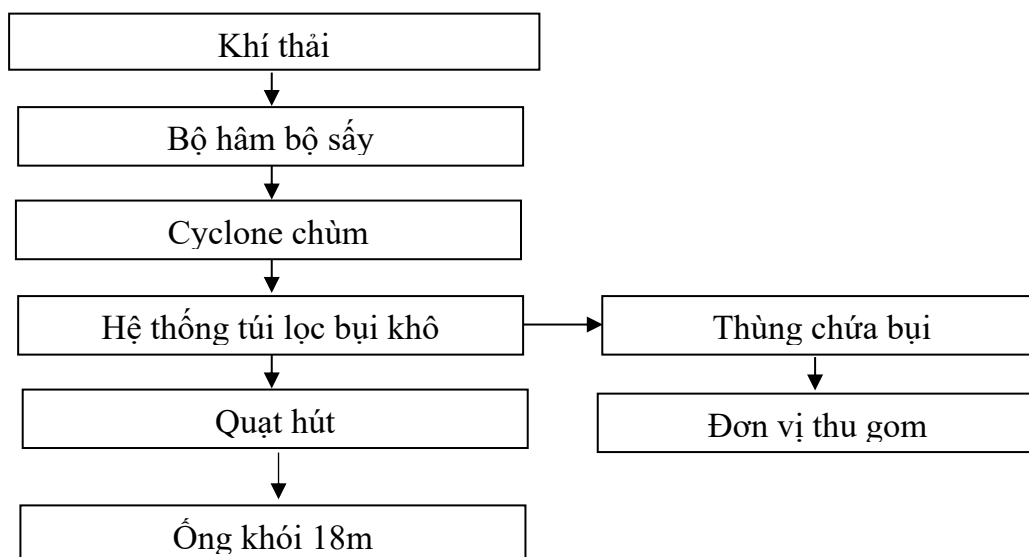 Khí thải
Bộ hâm bộ sấy
Cyclone chùm
Hệ thống túi lọc bụi khô
Thùng chứa bụi
Quạt hút
Đơn vị thu gom
Ống khói 18m